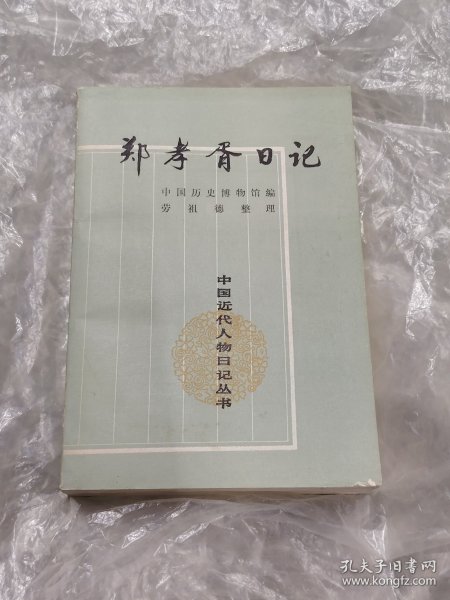 郑孝胥日记
中国历史博物馆编
劳祖德整理
中国近代人物日记丛书
孔夫子旧书网
www.kongfz.com